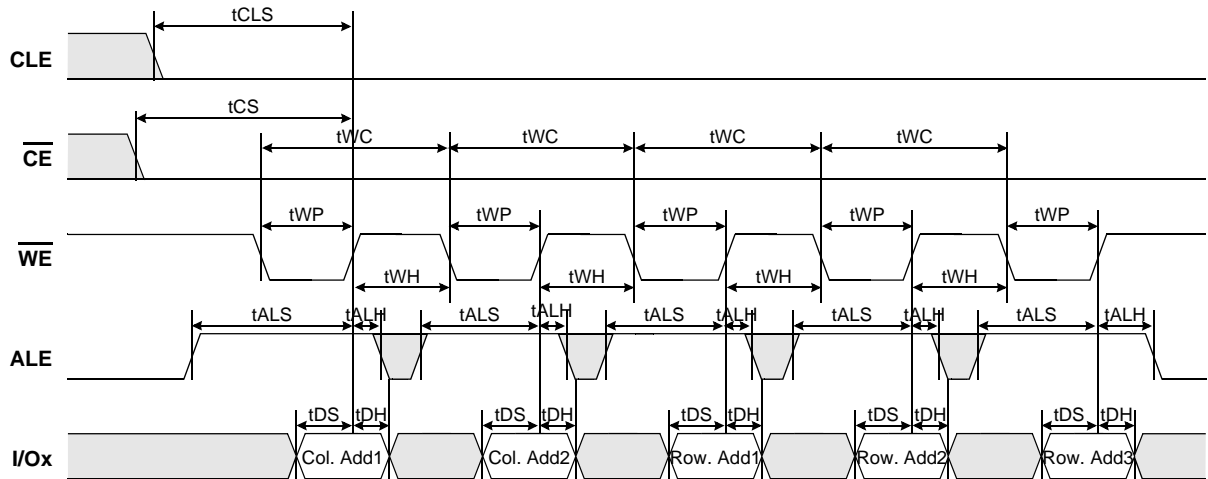 tCLS
CLE
tCS
CE
tWC tWC tWC tWC
tWP tWP tWP tWP tWP
WE
tWH tWH tWH tWH
tALS tALH tALS tALH tALS tALH tALS tALH tALS tALH
ALE
tDS tDH tDS tDH tDS tDH tDS tDH tDS tDH
I/Ox Col. Add1 Col. Add2 Row. Add1 Row. Add2 Row. Add3